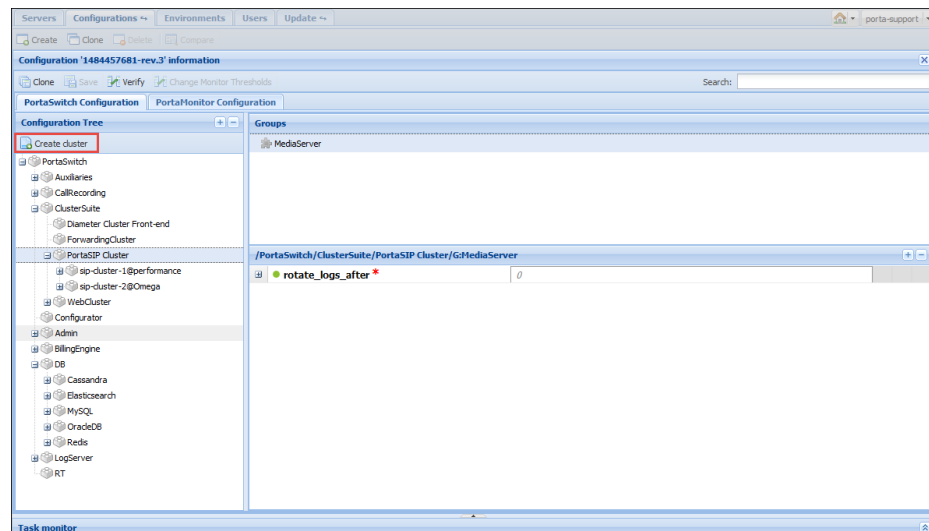 Servers Configurations Environments Users Update porta-support
Create Clone Delete Compare
Configuration '1484457681-rev.3' information
Clone Save Verify Change Monitor Thresholds Search:
PortaSwitch Configuration PortaMonitor Configuration
Configuration Tree
Groups
Create cluster
MediaServer
PortaSwitch
Auxiliaries
CallRecording
ClusterSuite
Diameter Cluster Front-end
ForwardingCluster
PortaSIP Cluster
/PortaSwitch/ClusterSuite/PortaSIP Cluster/G:MediaServer
sip-cluster-1@performance
rotate_logs_after * 0
sip-cluster-2@Omega
WebCluster
Configurator
Admin
BillingEngine
DB
Cassandra
Elasticsearch
MySQL
OracleDB
Redis
LogServer
RT
Task monitor